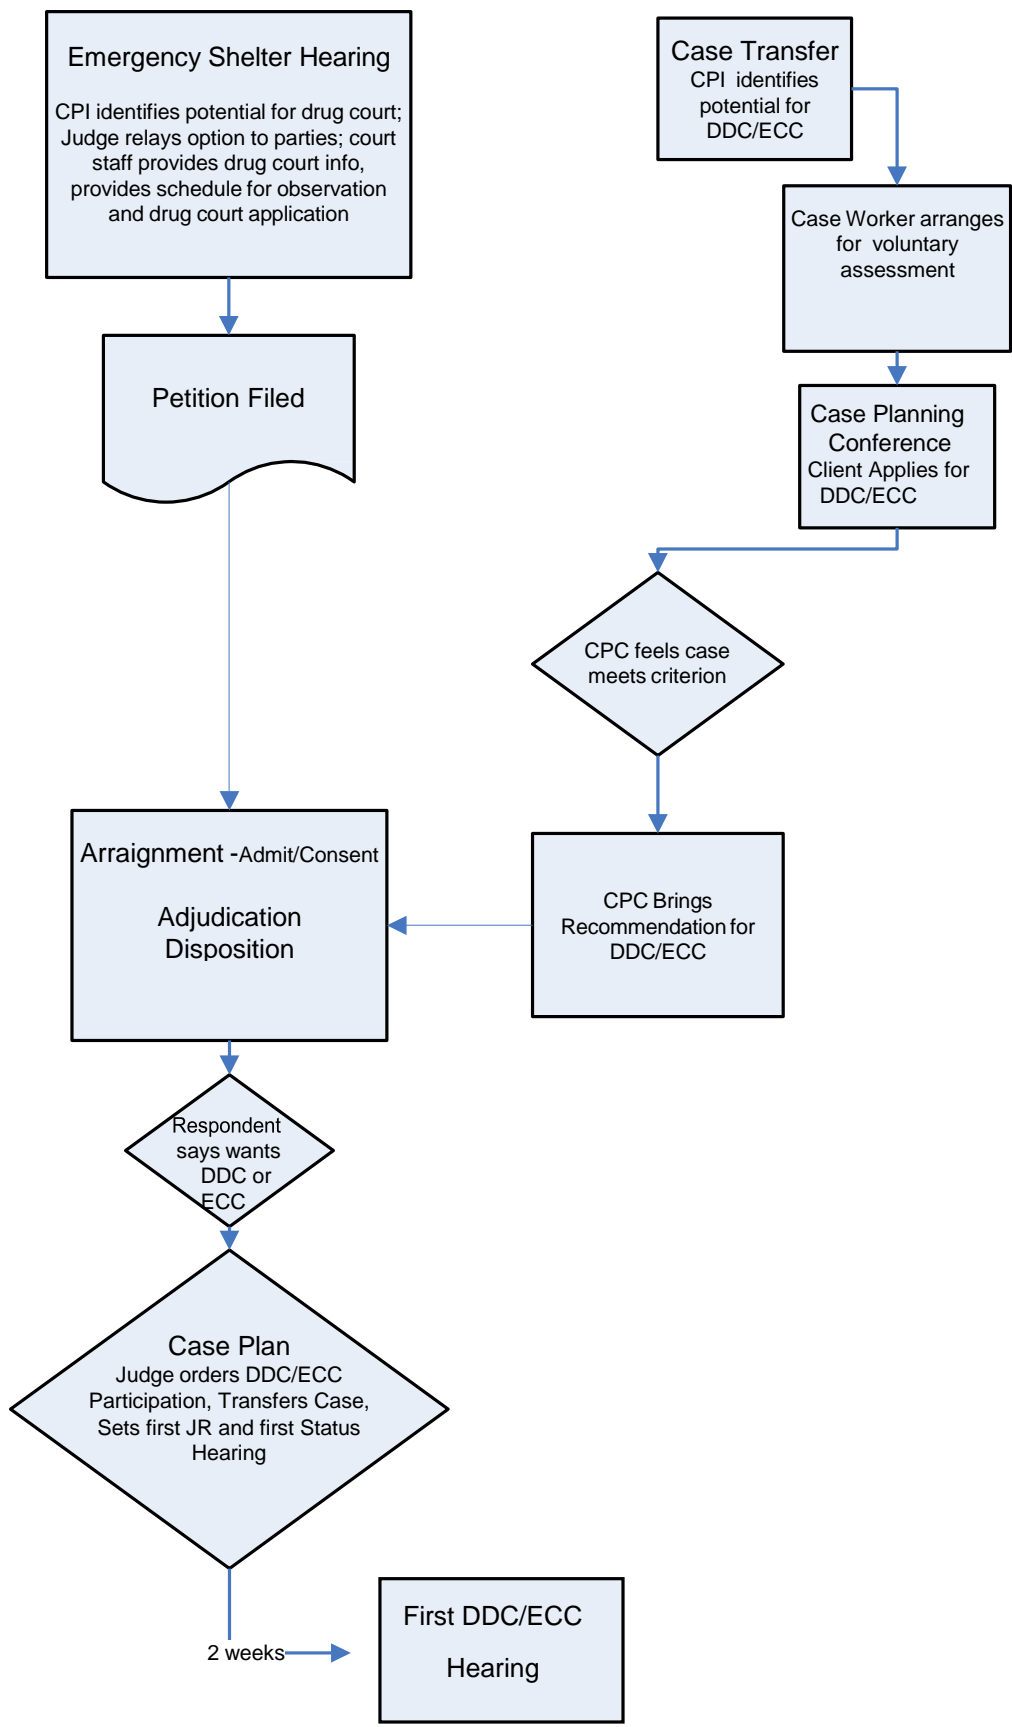 Emergency Shelter Hearing
CPI identifies potential for drug court;
Judge relays option to parties; court
staff provides drug court info,
provides schedule for observation
and drug court application
Case Transfer
CPI identifies
potential for
DDC/ECC
Case Worker arranges
for voluntary
assessment
Petition Filed
Case Planning
Conference
Client Applies for
DDC/ECC
CPC feels case
meets criterion
Arraignment -Admit/Consent
Adjudication
Disposition
CPC Brings
Recommendation for
DDC/ECC
Respondent
says wants
DDC or
ECC
Case Plan
Judge orders DDC/ECC
Participation, Transfers Case,
Sets first JR and first Status
Hearing
2 weeks
First DDC/ECC
Hearing